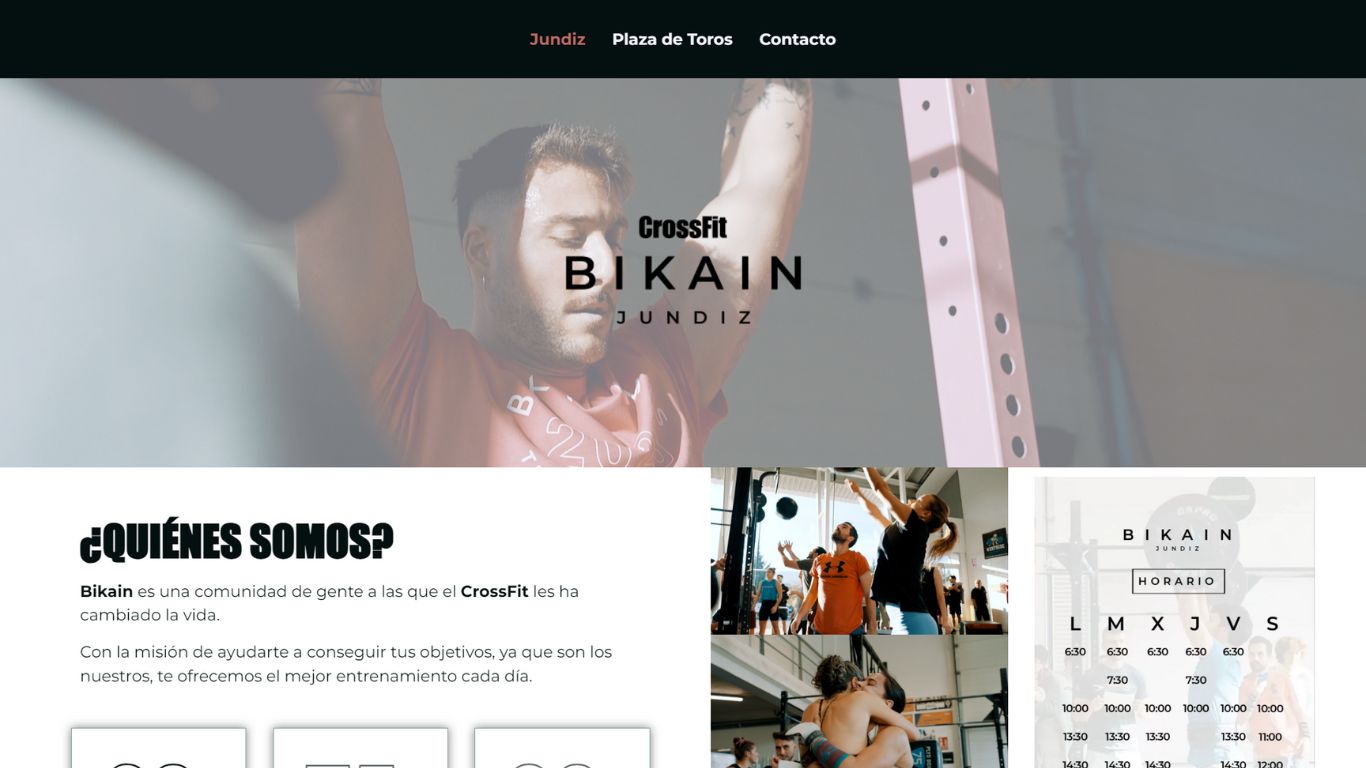 Jundiz Plaza de Toros Contacto
CrossFit
BIKAIN
JUNDIZ
¿QUIÉNES SOMOS?
Bikain es una comunidad de gente a las que el CrossFit les ha
cambiado la vida.
Con la misión de ayudarte a conseguir tus objetivos, ya que son los
nuestros, te ofrecemos el mejor entrenamiento cada día.
BIKAIN
JUNDIZ
HORARIO
L M X J V S
6:30 6:30 6:30 6:30 6:30
7:30 7:30
10:00 10:00 10:00 10:00 10:00 10:00
13:30 13:30 13:30 13:30 11:00
14:30 14:30 14:30 14:30 12:00